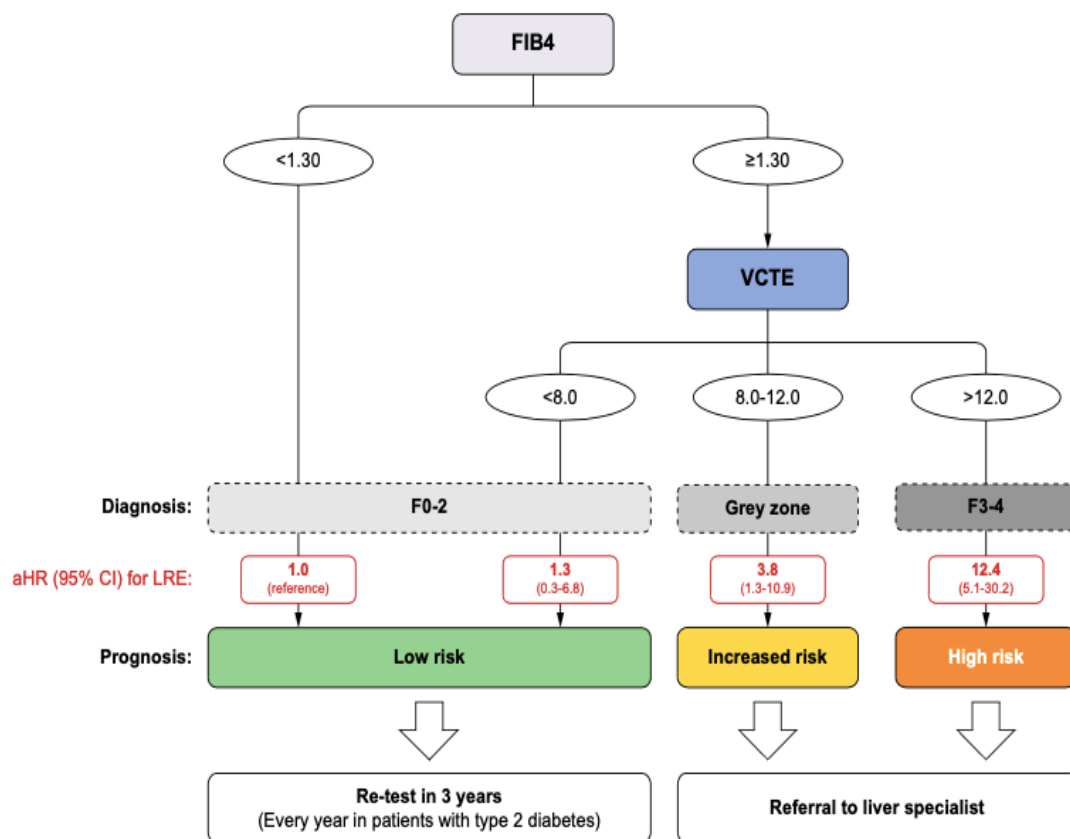 FIB4
<1.30
≥1.30
VCTE
<8.0
8.0-12.0
>12.0
Diagnosis:
F0-2
Grey zone
F3-4
aHR (95% CI) for LRE:
1.0
(reference)
1.3
(0.3-6.8)
3.8
(1.3-10.9)
12.4
(5.1-30.2)
Prognosis:
Low risk
Increased risk
High risk
Re-test in 3 years
(Every year in patients with type 2 diabetes)
Referral to liver specialist